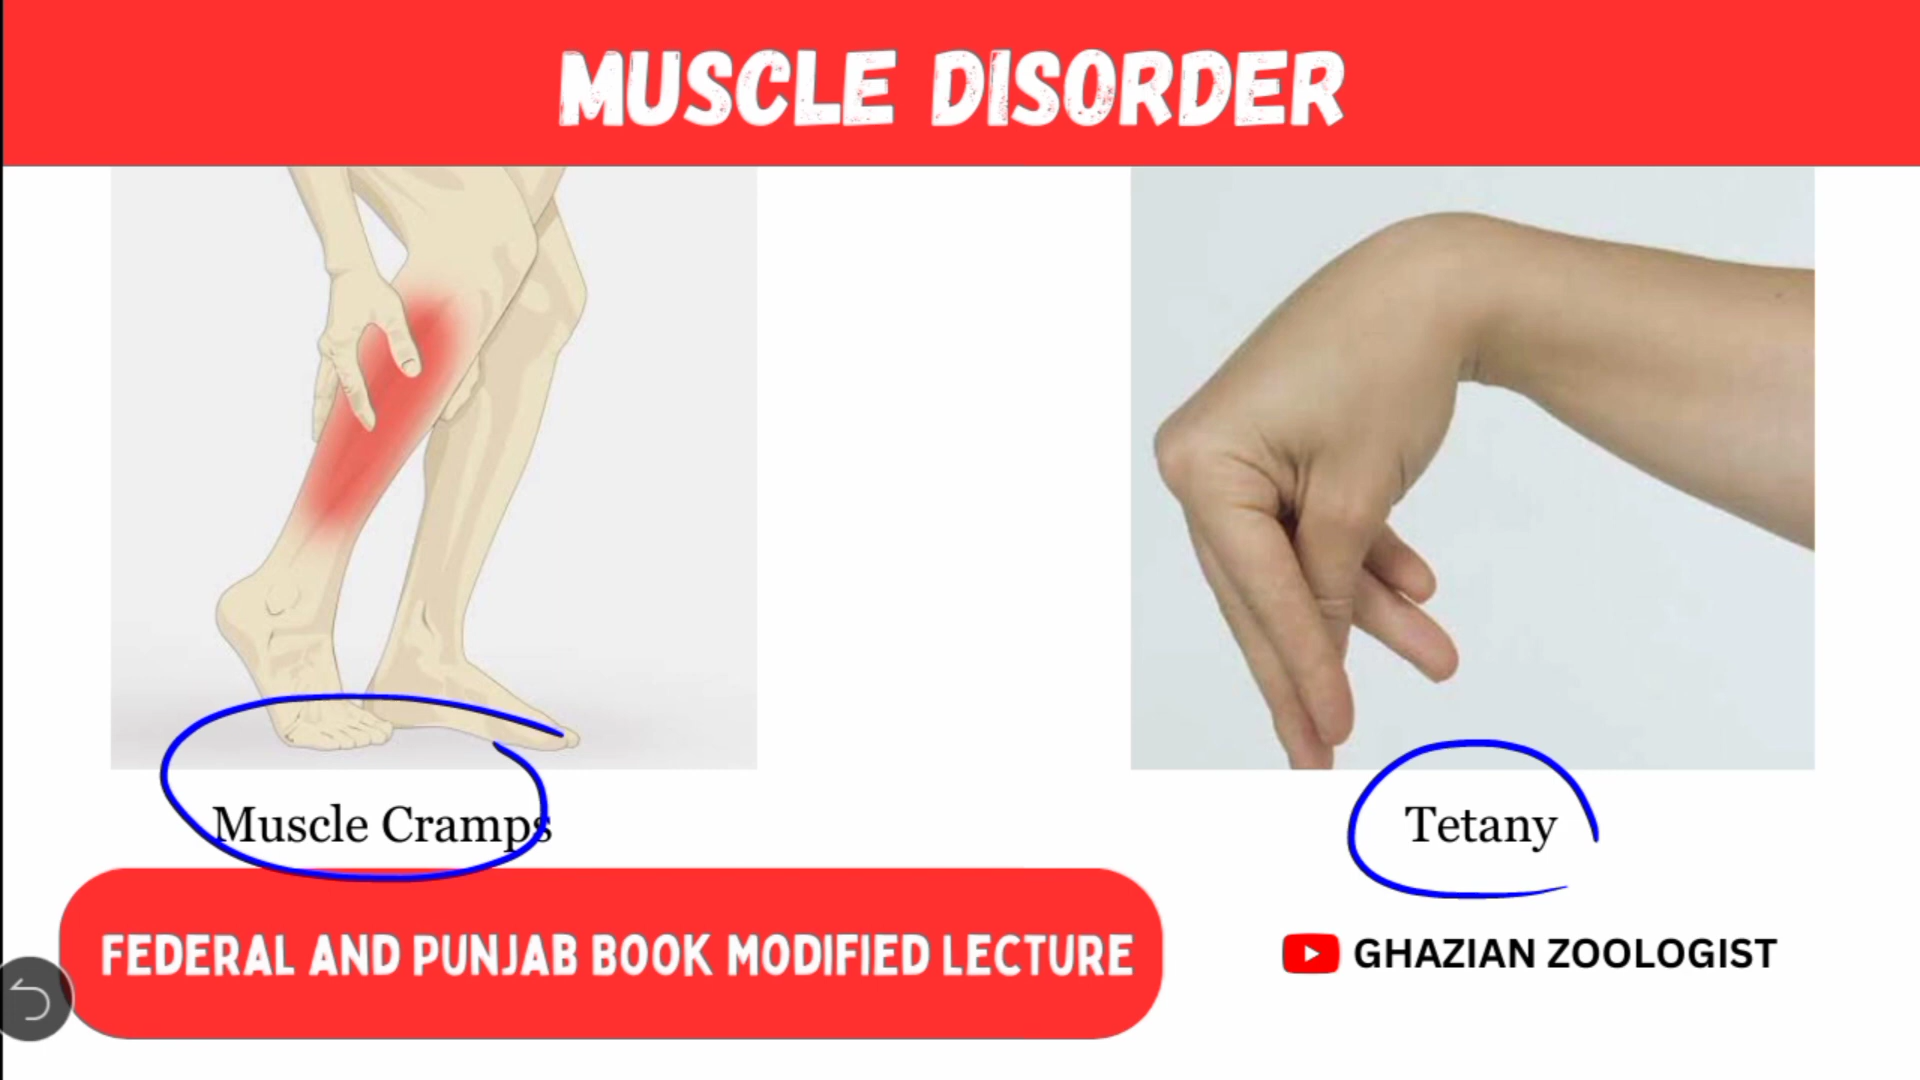 MUSCLE DISORDER
Muscle Cramps
Tetany
FEDERAL AND PUNJAB BOOK MODIFIED LECTURE
GHAZIAN ZOOLOGIST